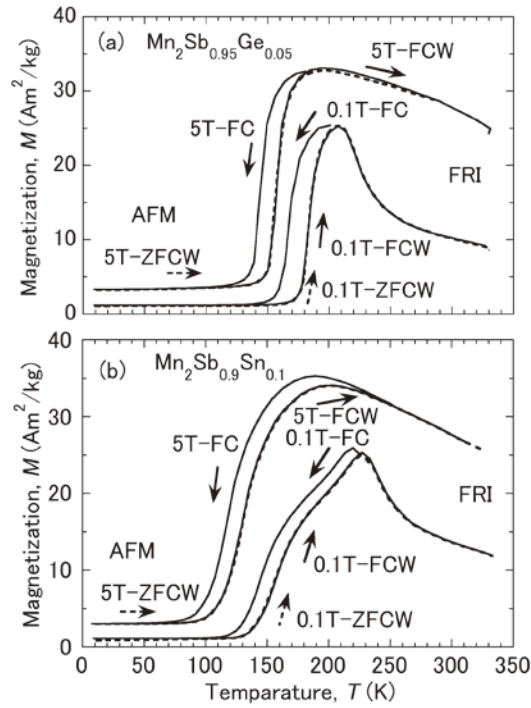 40
(a) Mn₂Sb₀.₉₅Ge₀.₀₅
5T-FCW
30
0.1T-FC
5T-FC
20
FRI
AFM
10
5T-ZFCW
0.1T-FCW
0.1T-ZFCW
0
Magnetization, M (Am²/kg)
40
(b) Mn₂Sb₀.₉Sn₀.₁
30
5T-FCW
0.1T-FC
5T-FC
20
FRI
AFM
10
0.1T-FCW
5T-ZFCW
0.1T-ZFCW
0
Magnetization, M (Am²/kg)
0 50 100 150 200 250 300 350
Temparature, T (K)